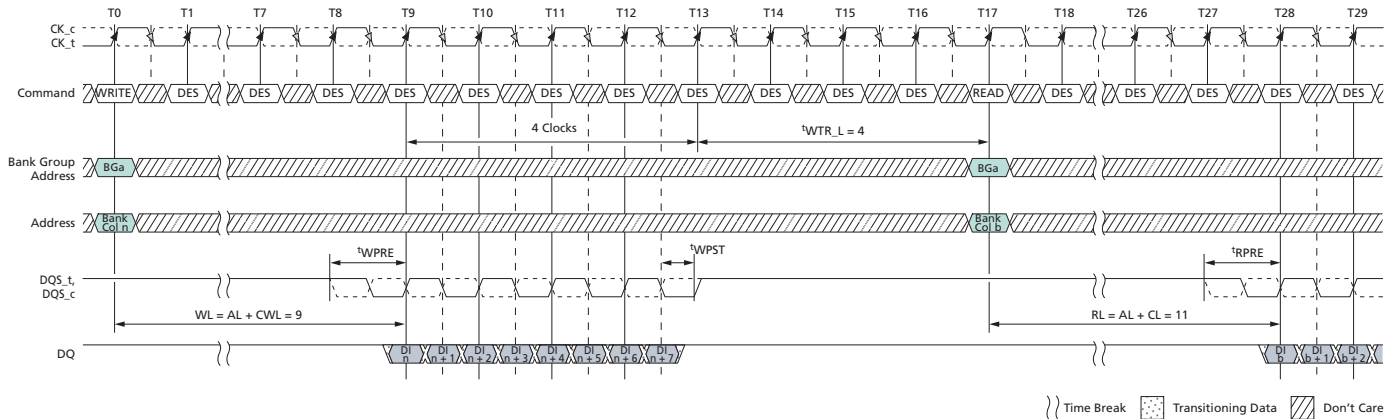 T0 T1 T7 T8 T9 T10 T11 T12 T13 T14 T15 T16 T17 T18 T26 T27 T28 T29
CK_c
CK_t
Command WRITE DES DES DES DES DES DES DES DES DES DES DES READ DES DES DES DES DES
4 Clocks tWTR_L = 4
Bank Group
Address BGa BGa
Address Bank
Col n Bank
Col b
tWPRE tWPST tRPRE
DQS_t,
DQS_c
WL = AL + CWL = 9 RL = AL + CL = 11
DQ DI
n DI
n + 1 DI
n + 2 DI
n + 3 DI
n + 4 DI
n + 5 DI
n + 6 DI
n + 7 DI
b DI
b + 1 DI
b + 2
Time Break Transitioning Data Don't Care